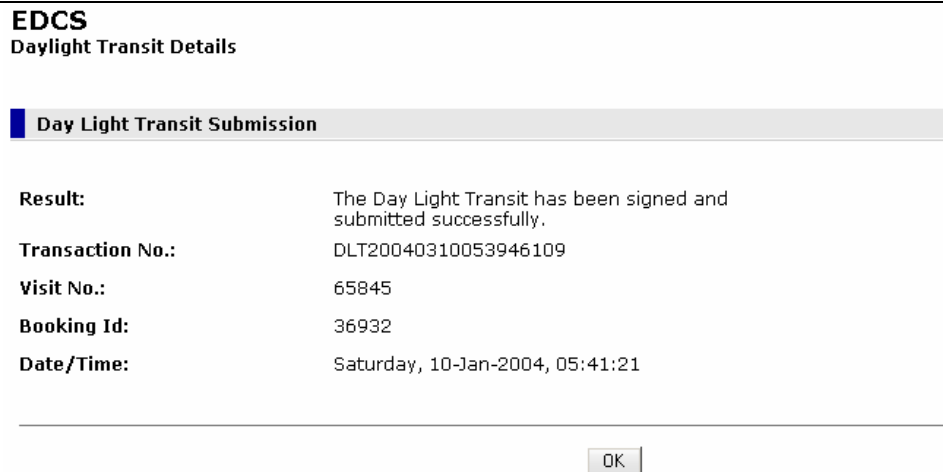 EDCS
Daylight Transit Details
Day Light Transit Submission
Result: The Day Light Transit has been signed and
submitted successfully.
Transaction No.: DLT20040310053946109
Visit No.: 65845
Booking Id: 36932
Date/Time: Saturday, 10-Jan-2004, 05:41:21
OK